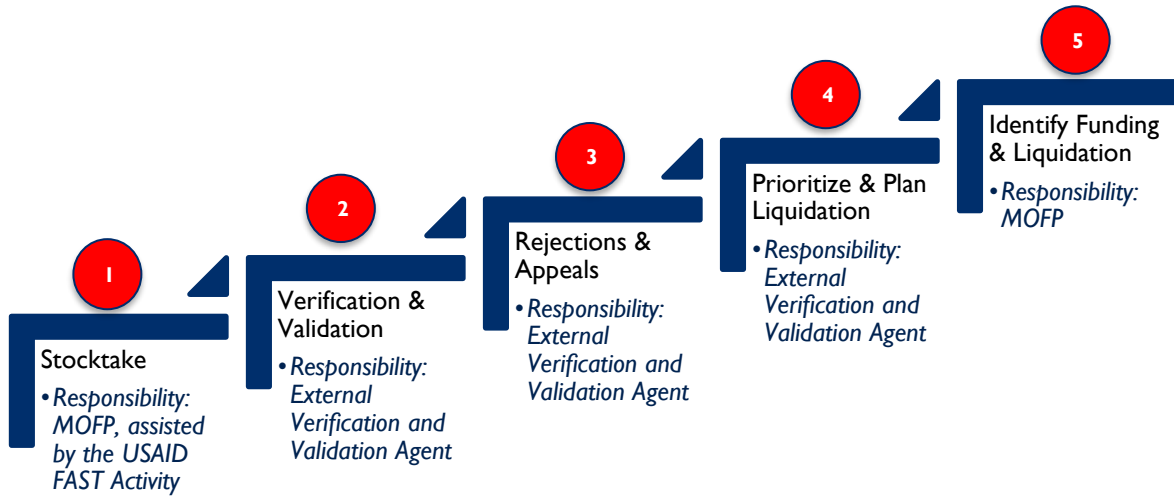 1
Stocktake
•Responsibility:
MOFP, assisted
by the USAID
FAST Activity
2
Verification &
Validation
•Responsibility:
External
Verification and
Validation Agent
3
Rejections &
Appeals
•Responsibility:
External
Verification and
Validation Agent
4
Prioritize & Plan
Liquidation
•Responsibility:
External
Verification and
Validation Agent
5
Identify Funding
& Liquidation
•Responsibility:
MOFP